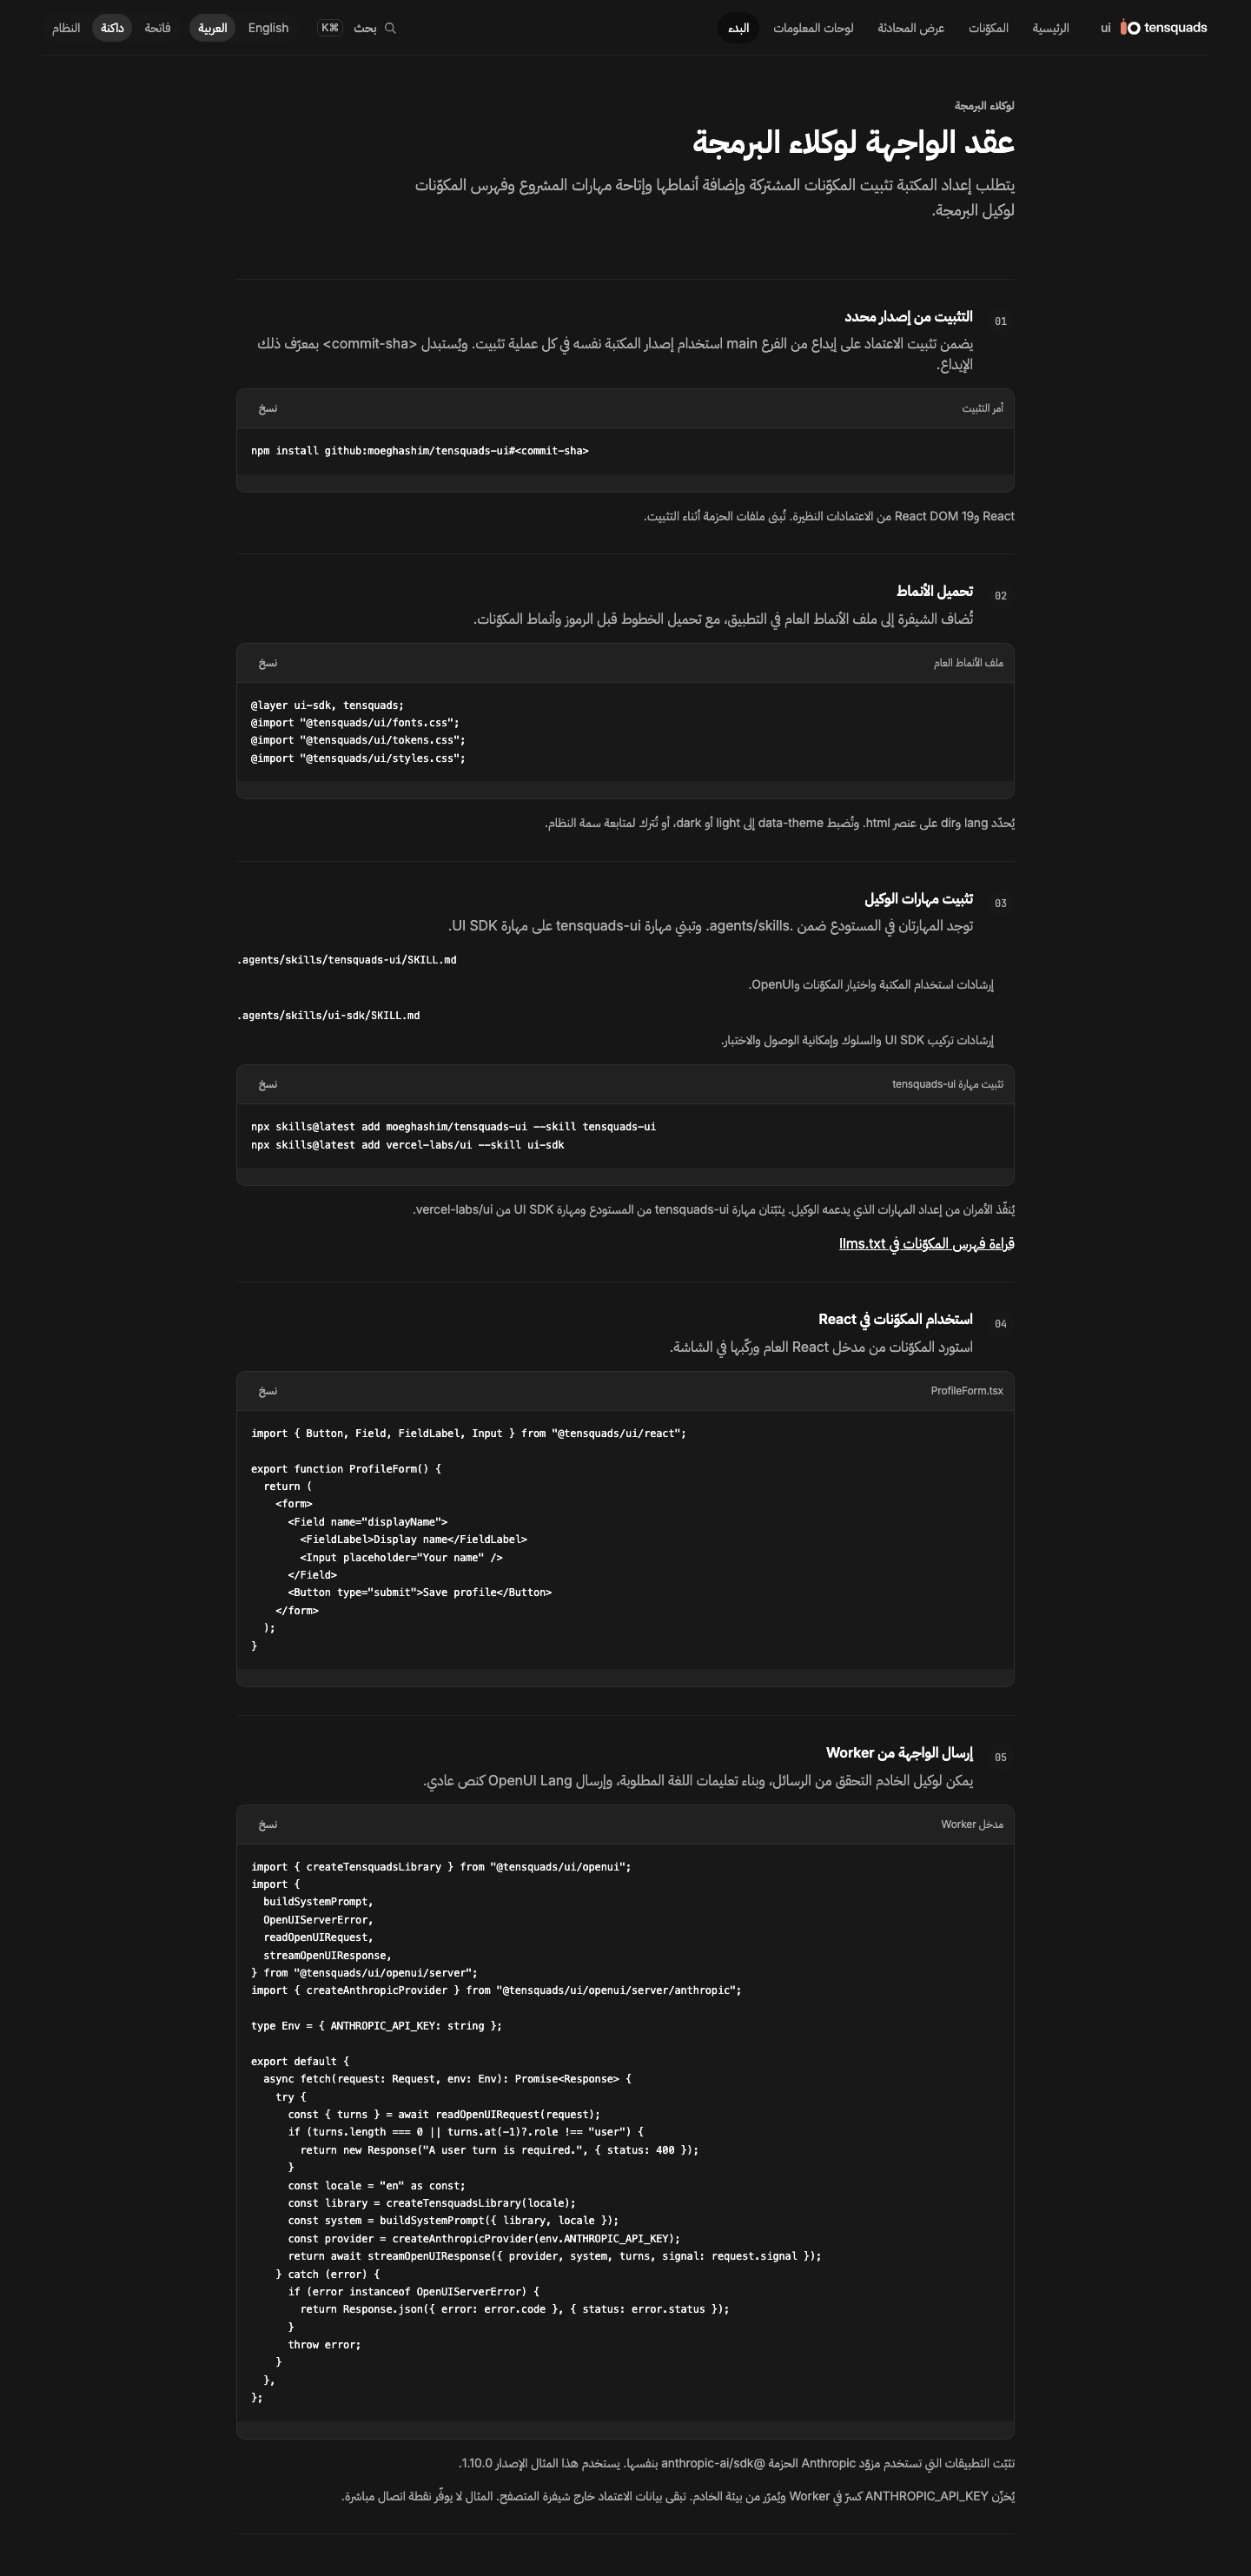 tensquads ui
الرئيسية
المكوّنات
عرض المحادثة
لوحات المعلومات
البدء
بحث
⌘K
English
العربية
فاتحة
داكنة
النظام
لوكلاء البرمجة
عقد الواجهة لوكلاء البرمجة
يتطلب إعداد المكتبة تثبيت المكوّنات المشتركة وإضافة أنماطها وإتاحة مهارات المشروع وفهرس المكوّنات
لوكيل البرمجة.
01
التثبيت من إصدار محدد
يضمن تثبيت الاعتماد على إيداع من الفرع main استخدام إصدار المكتبة نفسه في كل عملية تثبيت. ويُستبدل <commit-sha> بمعرّف ذلك
الإيداع.
أمر التثبيت
نسخ
npm install github:moeghashim/tensquads-ui#<commit-sha>
React وReact DOM 19 من الاعتمادات النظيرة. تُبنى ملفات الحزمة أثناء التثبيت.
02
تحميل الأنماط
تُضاف الشيفرة إلى ملف الأنماط العام في التطبيق، مع تحميل الخطوط قبل الرموز وأنماط المكوّنات.
ملف الأنماط العام
نسخ
@layer ui-sdk, tensquads;
@import "@tensquads/ui/fonts.css";
@import "@tensquads/ui/tokens.css";
@import "@tensquads/ui/styles.css";
يُحدّد lang وdir على عنصر html. وتُضبط data-theme إلى light أو dark، أو تُترك لمتابعة سمة النظام.
03
تثبيت مهارات الوكيل
توجد المهارتان في المستودع ضمن .agents/skills. وتبني مهارة tensquads-ui على مهارة UI SDK.
.agents/skills/tensquads-ui/SKILL.md
إرشادات استخدام المكتبة واختيار المكوّنات وOpenUI.
.agents/skills/ui-sdk/SKILL.md
إرشادات تركيب UI SDK والسلوك وإمكانية الوصول والاختبار.
تثبيت مهارة tensquads-ui
نسخ
npx skills@latest add moeghashim/tensquads-ui --skill tensquads-ui
npx skills@latest add vercel-labs/ui --skill ui-sdk
يُنفّذ الأمران من إعداد المهارات الذي يدعمه الوكيل. يثبّتان مهارة tensquads-ui من المستودع ومهارة UI SDK من vercel-labs/ui.
قراءة فهرس المكوّنات في llms.txt
04
استخدام المكوّنات في React
استورد المكوّنات من مدخل React العام وركّبها في الشاشة.
ProfileForm.tsx
نسخ
import { Button, Field, FieldLabel, Input } from "@tensquads/ui/react";
export function ProfileForm() {
return (
<form>
<Field name="displayName">
<FieldLabel>Display name</FieldLabel>
<Input placeholder="Your name" />
</Field>
<Button type="submit">Save profile</Button>
</form>
);
}
05
إرسال الواجهة من Worker
يمكن لوكيل الخادم التحقق من الرسائل، وبناء تعليمات اللغة المطلوبة، وإرسال OpenUI Lang كنص عادي.
مدخل Worker
نسخ
import { createTensquadsLibrary } from "@tensquads/ui/openui";
import {
buildSystemPrompt,
OpenUIServerError,
readOpenUIRequest,
streamOpenUIResponse,
} from "@tensquads/ui/openui/server";
import { createAnthropicProvider } from "@tensquads/ui/openui/server/anthropic";
type Env = { ANTHROPIC_API_KEY: string };
export default {
async fetch(request: Request, env: Env): Promise<Response> {
try {
const { turns } = await readOpenUIRequest(request);
if (turns.length === 0 || turns.at(-1)?.role !== "user") {
return new Response("A user turn is required.", { status: 400 });
}
const locale = "en" as const;
const library = createTensquadsLibrary(locale);
const system = buildSystemPrompt({ library, locale });
const provider = createAnthropicProvider(env.ANTHROPIC_API_KEY);
return await streamOpenUIResponse({ provider, system, turns, signal: request.signal });
} catch (error) {
if (error instanceof OpenUIServerError) {
return Response.json({ error: error.code }, { status: error.status });
}
throw error;
}
},
};
تثبّت التطبيقات التي تستخدم مزوّد Anthropic الحزمة @anthropic-ai/sdk بنفسها. يستخدم هذا المثال الإصدار 1.10.0.
يُخزّن ANTHROPIC_API_KEY كسرّ في Worker ويُمرّر من بيئة الخادم. تبقى بيانات الاعتماد خارج شيفرة المتصفح. المثال لا يوفّر نقطة اتصال مباشرة.